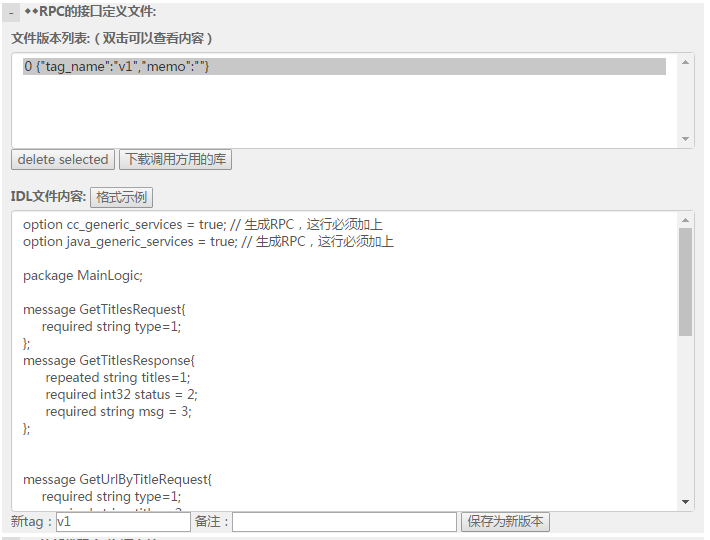 - **RPC的接口定义文件:
文件版本列表:（双击可以查看内容）
0 {"tag_name":"v1","memo":""}
delete selected 下载调用方用的库
IDL文件内容: 格式示例
option cc_generic_services = true; // 生成RPC，这行必须加上
option java_generic_services = true; // 生成RPC，这行必须加上
package MainLogic;
message GetTitlesRequest{
required string type=1;
};
message GetTitlesResponse{
repeated string titles=1;
required int32 status = 2;
required string msg = 3;
};
message GetUrlByTitleRequest{
required string type=1;
新tag：v1 备注： 保存为新版本